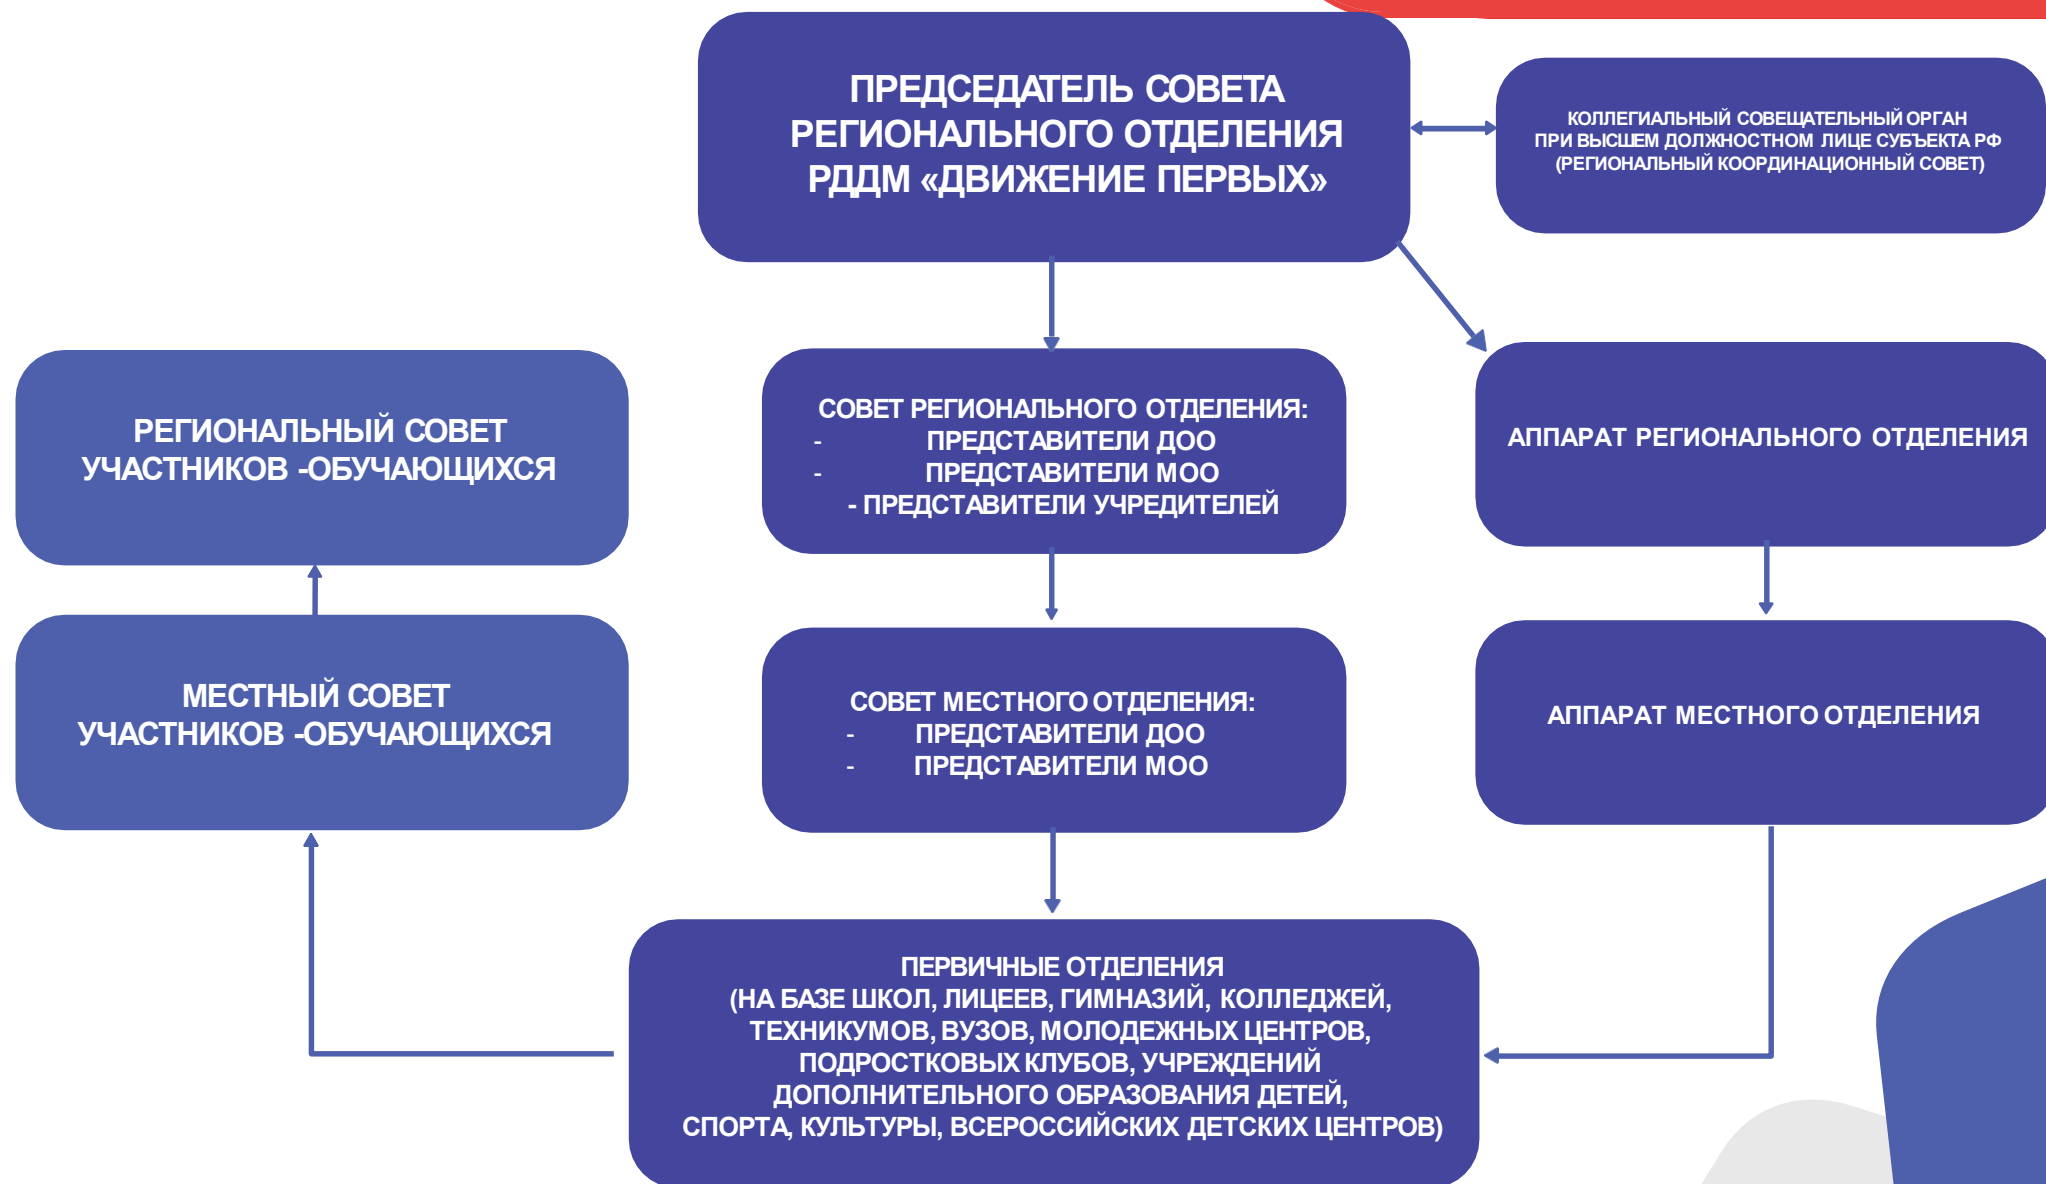 ПРЕДСЕДАТЕЛЬ СОВЕТА
РЕГИОНАЛЬНОГО ОТДЕЛЕНИЯ
РДДМ «ДВИЖЕНИЕ ПЕРВЫХ»
КОЛЛЕГИАЛЬНЫЙ СОВЕЩАТЕЛЬНЫЙ ОРГАН
ПРИ ВЫСШЕМ ДОЛЖНОСТНОМ ЛИЦЕ СУБЪЕКТА РФ
(РЕГИОНАЛЬНЫЙ КООРДИНАЦИОННЫЙ СОВЕТ)
РЕГИОНАЛЬНЫЙ СОВЕТ
УЧАСТНИКОВ -ОБУЧАЮЩИХСЯ
СОВЕТ РЕГИОНАЛЬНОГО ОТДЕЛЕНИЯ:
- ПРЕДСТАВИТЕЛИ ДОО
- ПРЕДСТАВИТЕЛИ МОО
- ПРЕДСТАВИТЕЛИ УЧРЕДИТЕЛЕЙ
АППАРАТ РЕГИОНАЛЬНОГО ОТДЕЛЕНИЯ
МЕСТНЫЙ СОВЕТ
УЧАСТНИКОВ -ОБУЧАЮЩИХСЯ
СОВЕТ МЕСТНОГО ОТДЕЛЕНИЯ:
- ПРЕДСТАВИТЕЛИ ДОО
- ПРЕДСТАВИТЕЛИ МОО
АППАРАТ МЕСТНОГО ОТДЕЛЕНИЯ
ПЕРВИЧНЫЕ ОТДЕЛЕНИЯ
(НА БАЗЕ ШКОЛ, ЛИЦЕЕВ, ГИМНАЗИЙ, КОЛЛЕДЖЕЙ,
ТЕХНИКУМОВ, ВУЗОВ, МОЛОДЕЖНЫХ ЦЕНТРОВ,
ПОДРОСТКОВЫХ КЛУБОВ, УЧРЕЖДЕНИЙ
ДОПОЛНИТЕЛЬНОГО ОБРАЗОВАНИЯ ДЕТЕЙ,
СПОРТА, КУЛЬТУРЫ, ВСЕРОССИЙСКИХ ДЕТСКИХ ЦЕНТРОВ)